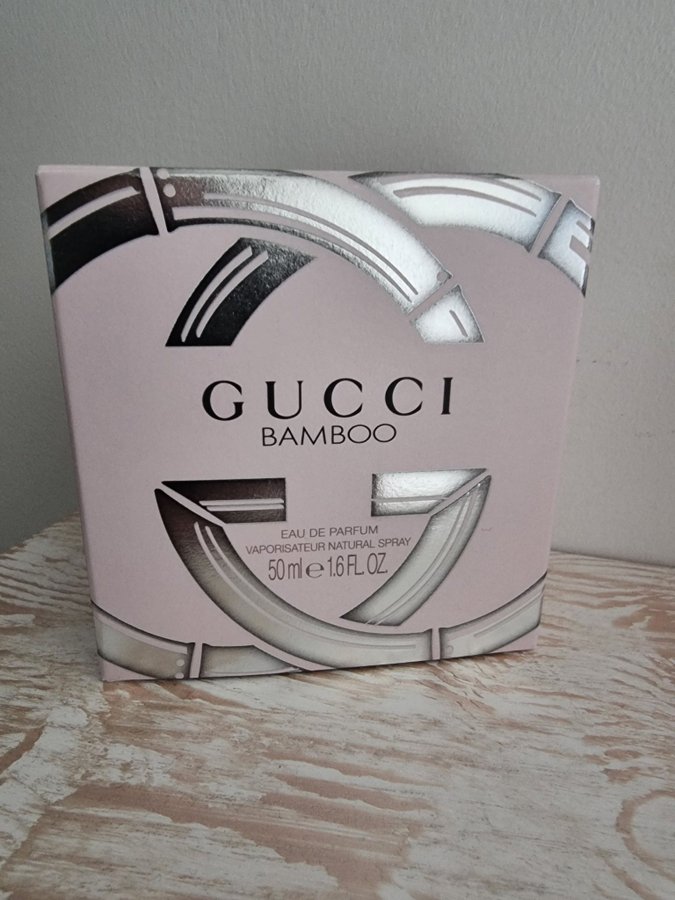 GUCCI
BAMBOO
EAU DE PARFUM
VAPORISATEUR NATURAL SPRAY
50 ml e 1.6 FL. OZ.